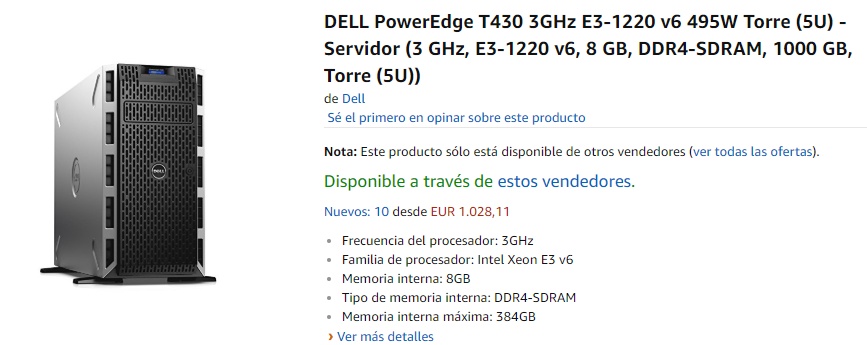 DELL PowerEdge T430 3GHz E3-1220 v6 495W Torre (5U) -
Servidor (3 GHz, E3-1220 v6, 8 GB, DDR4-SDRAM, 1000 GB,
Torre (5U))
de Dell
Sé el primero en opinar sobre este producto
Nota: Este producto sólo está disponible de otros vendedores (ver todas las ofertas).
Disponible a través de estos vendedores.
Nuevos: 10 desde EUR 1.028,11
• Frecuencia del procesador: 3GHz
• Familia de procesador: Intel Xeon E3 v6
• Memoria interna: 8GB
• Tipo de memoria interna: DDR4-SDRAM
• Memoria interna máxima: 384GB
› Ver más detalles
DELL